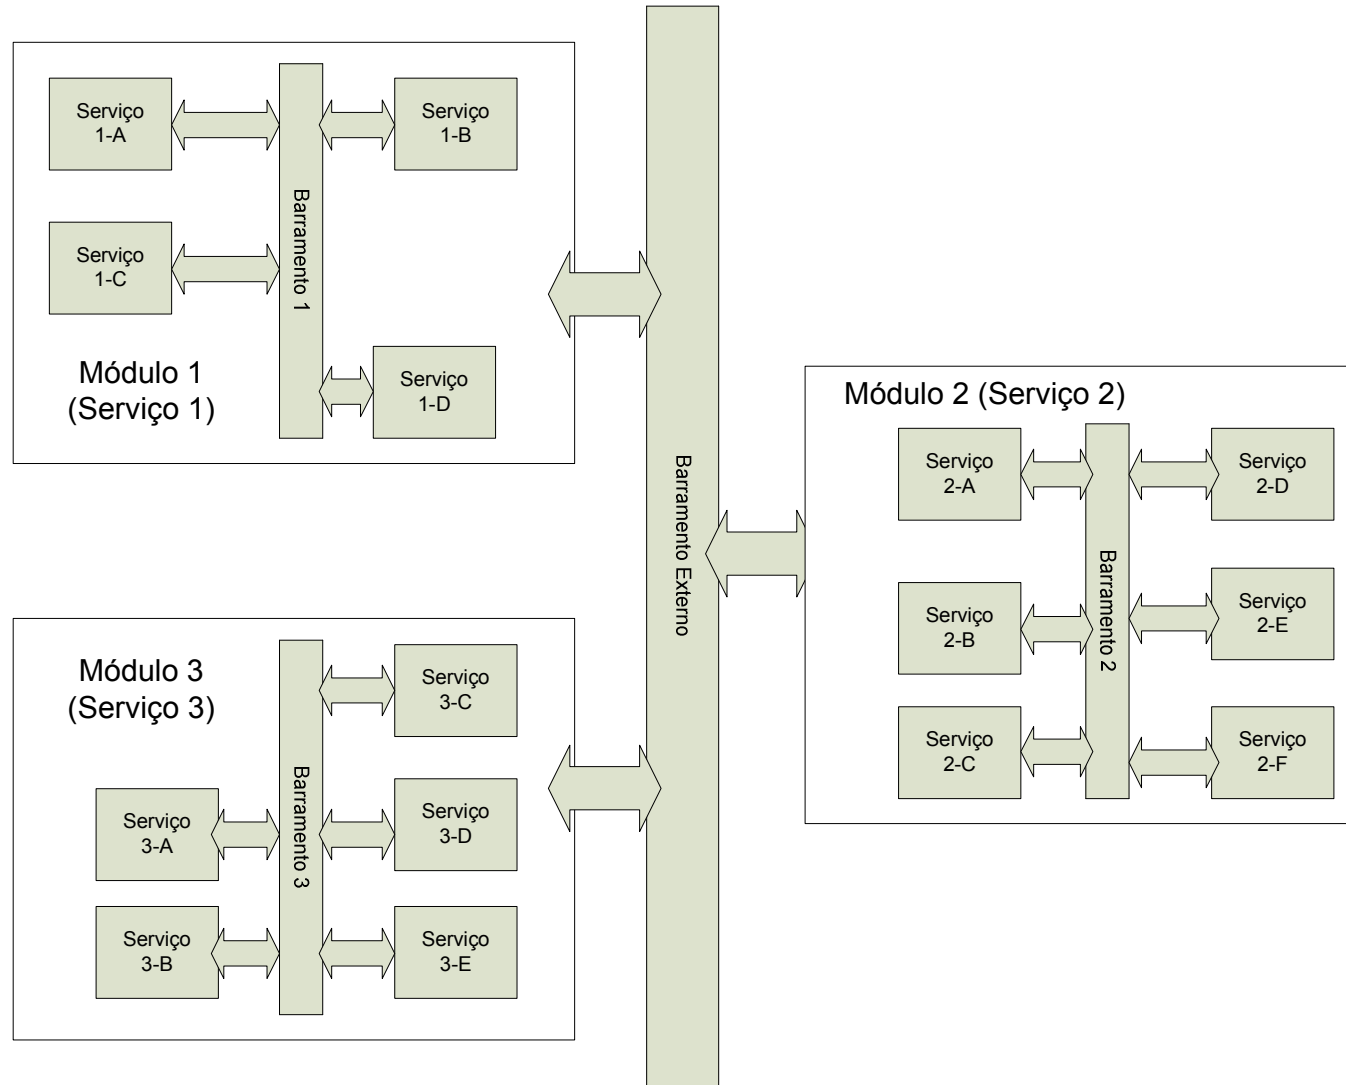 Serviço
1-A
Serviço
1-B
Serviço
1-C
Barramento 1
Serviço
1-D
Módulo 1
(Serviço 1)
Barramento Externo
Módulo 2 (Serviço 2)
Serviço
2-A
Serviço
2-D
Serviço
2-B
Barramento 2
Serviço
2-E
Serviço
2-C
Serviço
2-F
Módulo 3
(Serviço 3)
Serviço
3-C
Barramento 3
Serviço
3-A
Serviço
3-D
Serviço
3-B
Serviço
3-E